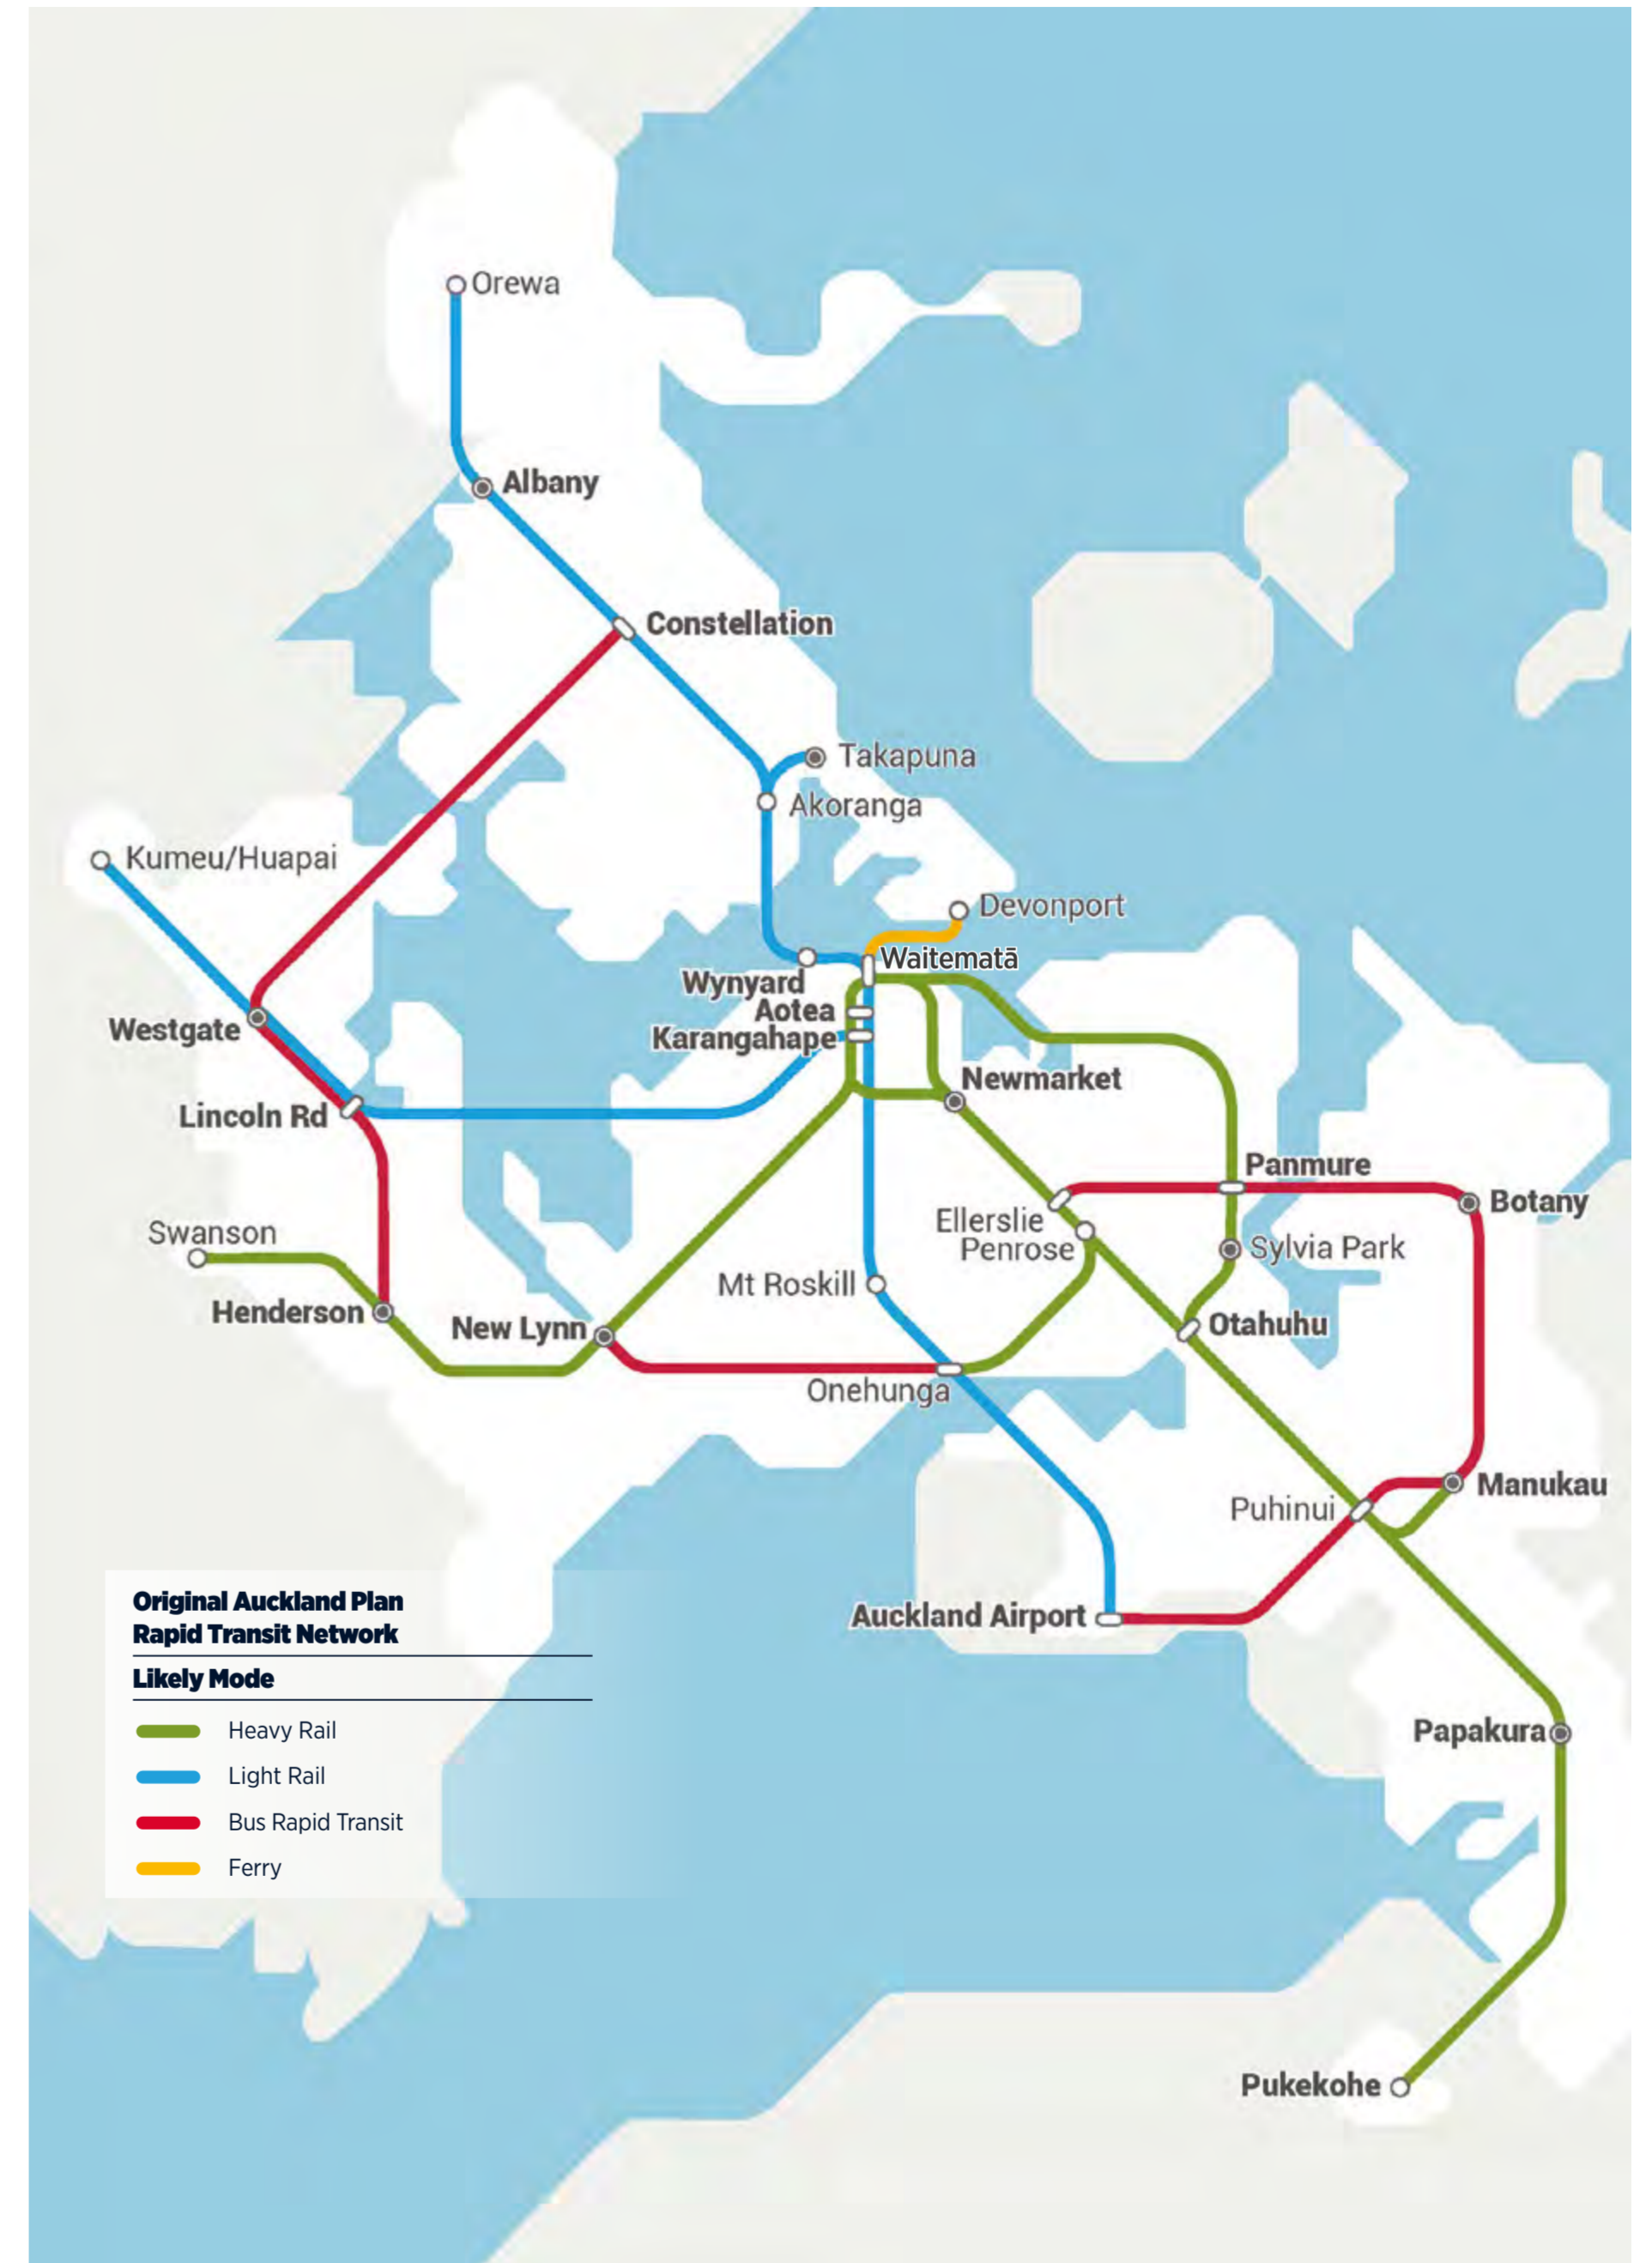 Orewa
Albany
Constellation
Takapuna
Akoranga
Kumeu/Huapai
Devonport
Waitematā
Wynyard
Aotea
Westgate
Karangahape
Newmarket
Lincoln Rd
Panmure
Botany
Ellerslie
Swanson
Penrose
Sylvia Park
Mt Roskill
Henderson
New Lynn
Otahuhu
Onehunga
Manukau
Puhinui
Auckland Airport
Original Auckland Plan
Rapid Transit Network
Likely Mode
Heavy Rail
Light Rail
Bus Rapid Transit
Ferry
Papakura
Pukekohe